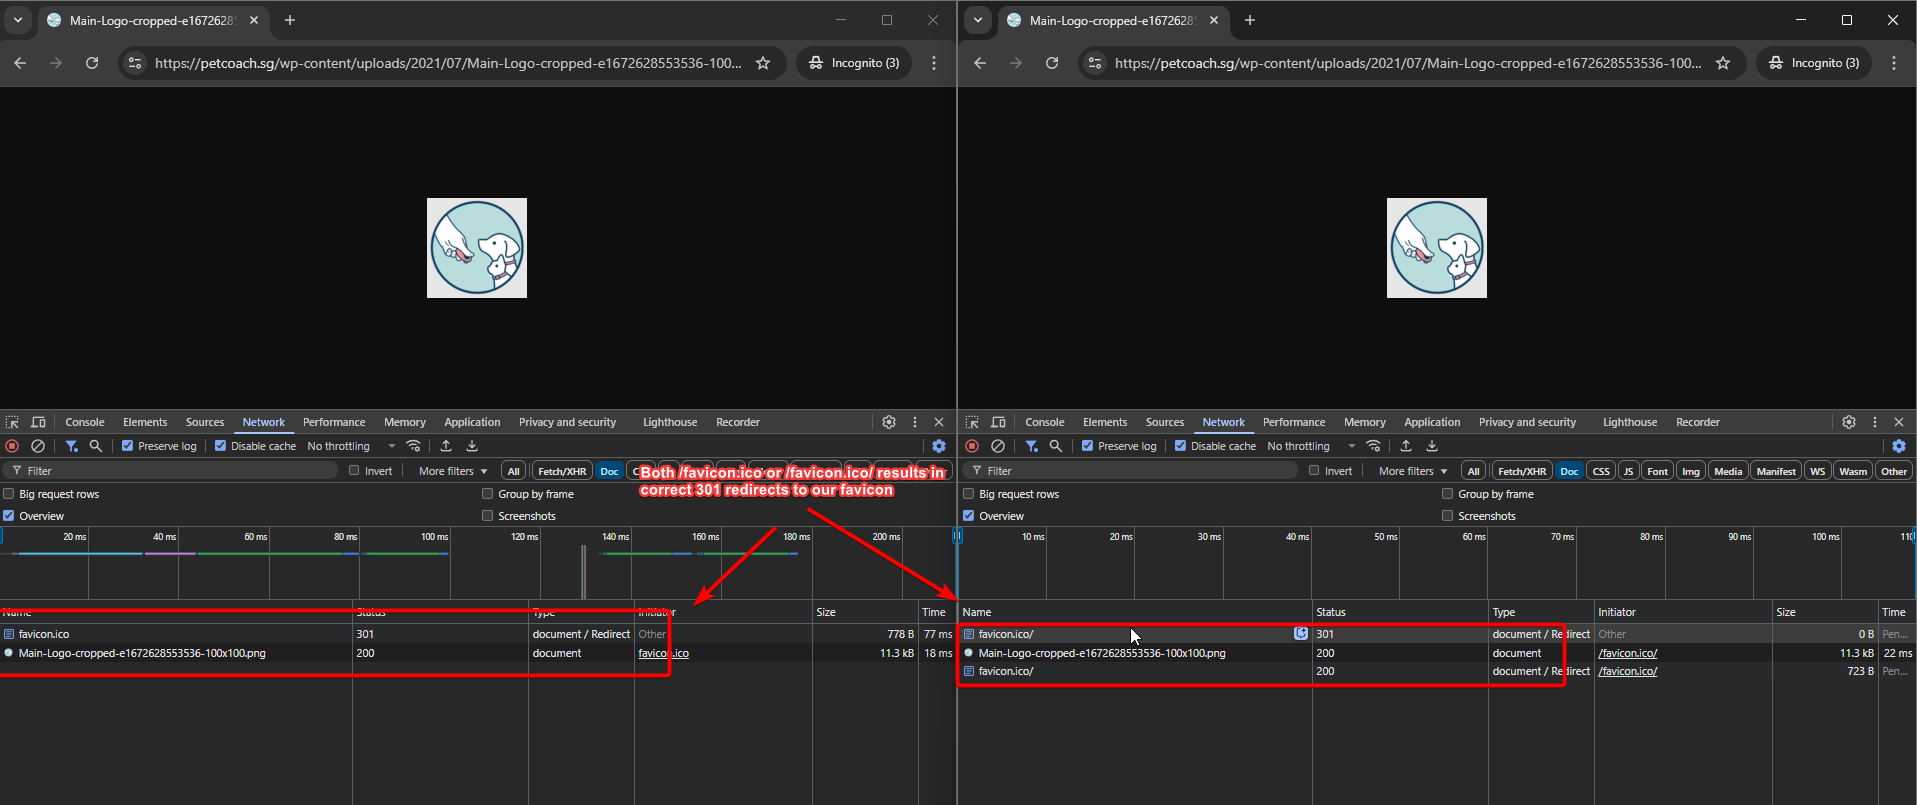 Main-Logo-cropped-e16726285
https://petcoach.sg/wp-content/uploads/2021/07/Main-Logo-cropped-e1672628553536-100...
Incognito (3)
Console Elements Sources Network Performance Memory Application Privacy and security Lighthouse Recorder
Preserve log Disable cache No throttling
Filter Invert More filters All Fetch/XHR Doc
Both /favicon.ico or /favicon.ico/ results in
correct 301 redirects to our favicon
Big request rows Group by frame
Overview Screenshots
20 ms 40 ms 60 ms 80 ms 100 ms 120 ms 140 ms 160 ms 180 ms 200 ms
Name Status Type Initiator Size Time
favicon.ico 301 document / Redirect Other 778 B 77 ms
Main-Logo-cropped-e1672628553536-100x100.png 200 document favicon.ico 11.3 kB 18 ms
Main-Logo-cropped-e16726285
https://petcoach.sg/wp-content/uploads/2021/07/Main-Logo-cropped-e1672628553536-100...
Incognito (3)
Console Elements Sources Network Performance Memory Application Privacy and security Lighthouse Recorder
Preserve log Disable cache No throttling
Filter Invert More filters All Fetch/XHR Doc CSS JS Font Img Media Manifest WS Wasm Other
Big request rows Group by frame
Overview Screenshots
10 ms 20 ms 30 ms 40 ms 50 ms 60 ms 70 ms 80 ms 90 ms 100 ms 110
Name Status Type Initiator Size Time
favicon.ico/ 301 document / Redirect Other 0 B Pen...
Main-Logo-cropped-e1672628553536-100x100.png 200 document /favicon.ico/ 11.3 kB 22 ms
favicon.ico/ 200 document / Redirect /favicon.ico/ 723 B Pen...